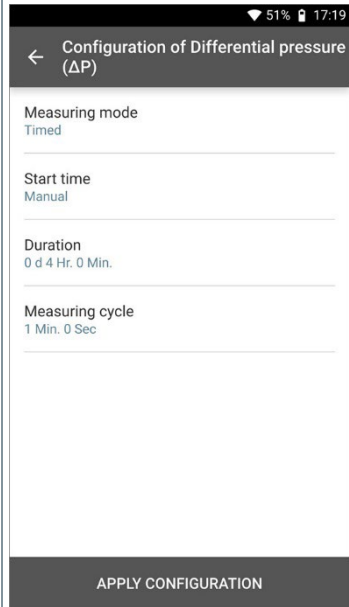 51% 17:19
Configuration of Differential pressure
(ΔP)
Measuring mode
Timed
Start time
Manual
Duration
0 d 4 Hr. 0 Min.
Measuring cycle
1 Min. 0 Sec
APPLY CONFIGURATION